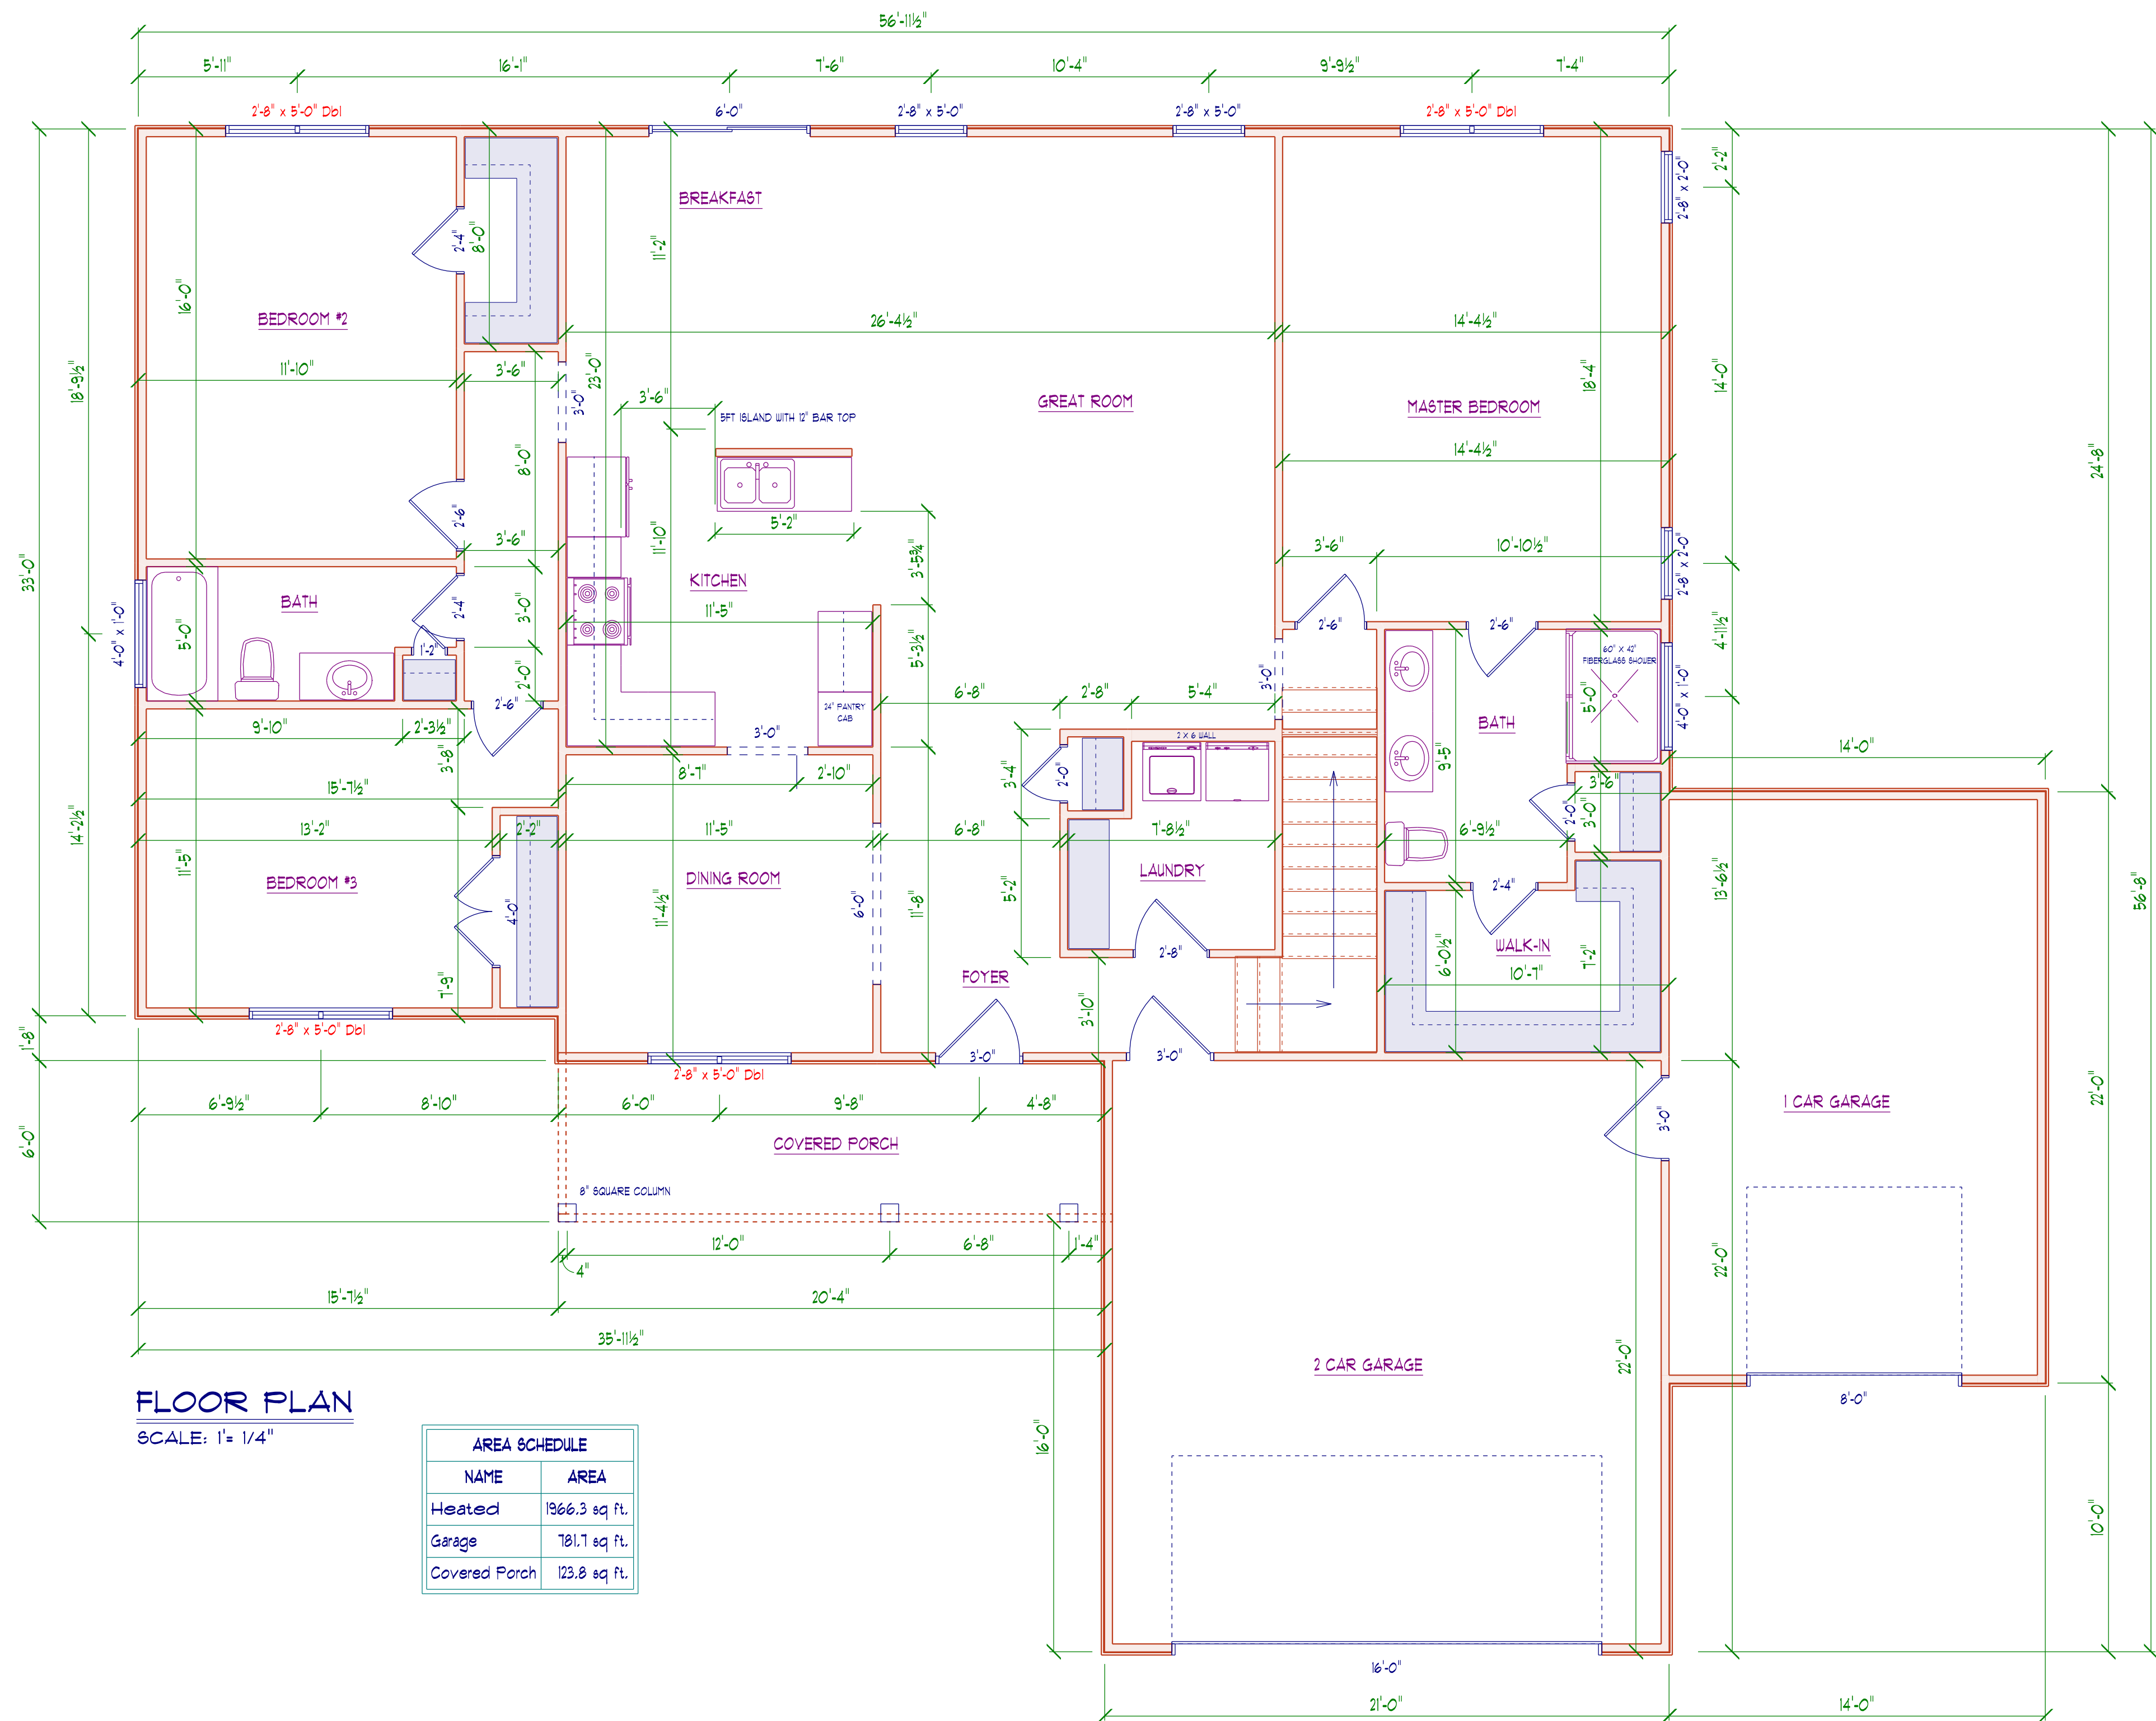 56'-11½"
5'-11"
16'-1"
7'-6"
10'-4"
9'-9½"
7'-4"
2'-8" x 5'-0" Dbl
6'-0"
2'-8" x 5'-0"
2'-8" x 5'-0"
2'-8" x 5'-0" Dbl
2'-8" x 2'-0"
2'-2"
BREAKFAST
2'-4"
8'-0"
11'-2"
16'-0"
BEDROOM #2
26'-4½"
14'-4½"
18'-9½"
11'-10"
3'-6"
23'-0"
3'-0"
3'-6"
5FT ISLAND WITH 12" BAR TOP
GREAT ROOM
MASTER BEDROOM
18'-4"
14'-0"
14'-4½"
24'-8"
8'-0"
2'-6"
5'-2"
11'-10"
3'-6"
3'-5¾"
3'-6"
10'-10½"
2'-8" x 2'-0"
33'-0"
KITCHEN
BATH
2'-4"
3'-0"
11'-5"
2'-6"
2'-6"
4'-0" x 1'-0"
5'-0"
1'-2"
2'-0"
5'-3½"
60" X 42"
FIBERGLASS SHOWER
4'-11½"
3'-0"
5'-0"
4'-0" x 1'-0"
2'-6"
24" PANTRY
CAB
6'-8"
2'-8"
5'-4"
9'-10"
2'-3½"
3'-8"
3'-0"
2 X 6 WALL
BATH
9'-5"
14'-0"
8'-7"
2'-10"
3'-4"
2'-0"
3'-6"
15'-7½"
13'-2"
2'-2"
11'-5"
6'-8"
7'-8½"
6'-9½"
2'-0"
3'-0"
14'-2½"
11'-5"
BEDROOM #3
4'-0"
DINING ROOM
11'-4½"
6'-0"
11'-8"
5'-2"
LAUNDRY
2'-4"
13'-6½"
56'-8"
WALK-IN
10'-7"
6'-0½"
7'-2"
2'-8"
7'-9"
FOYER
3'-10"
3'-0"
3'-0"
2'-8" x 5'-0" Dbl
2'-8" x 5'-0" Dbl
1'-8"
6'-9½"
8'-10"
6'-0"
9'-8"
4'-8"
3'-0"
1 CAR GARAGE
22'-0"
6'-0"
COVERED PORCH
8" SQUARE COLUMN
12'-0"
6'-8"
1'-4"
4"
22'-0"
15'-7½"
20'-4"
35'-11½"
22'-0"
2 CAR GARAGE
8'-0"
FLOOR PLAN
SCALE: 1'= 1/4"
16'-0"
10'-0"
AREA SCHEDULE
NAME AREA
Heated 1966.3 sq ft.
Garage 781.7 sq ft.
Covered Porch 123.8 sq ft.
16'-0"
21'-0"
14'-0"